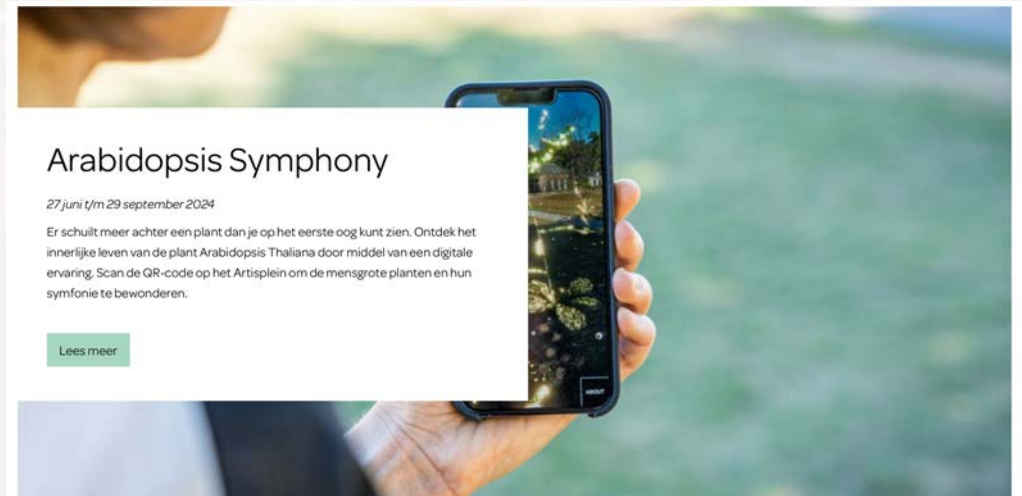 Arabidopsis Symphony
27 juni t/m 29 september 2024
Er schuilt meer achter een plant dan je op het eerste oog kunt zien. Ontdek het
innerlijke leven van de plant Arabidopsis Thaliana door middel van een digitale
ervaring. Scan de QR-code op het Artisplein om de mensgrote planten en hun
symfonie te bewonderen.
Lees meer
ABOUT